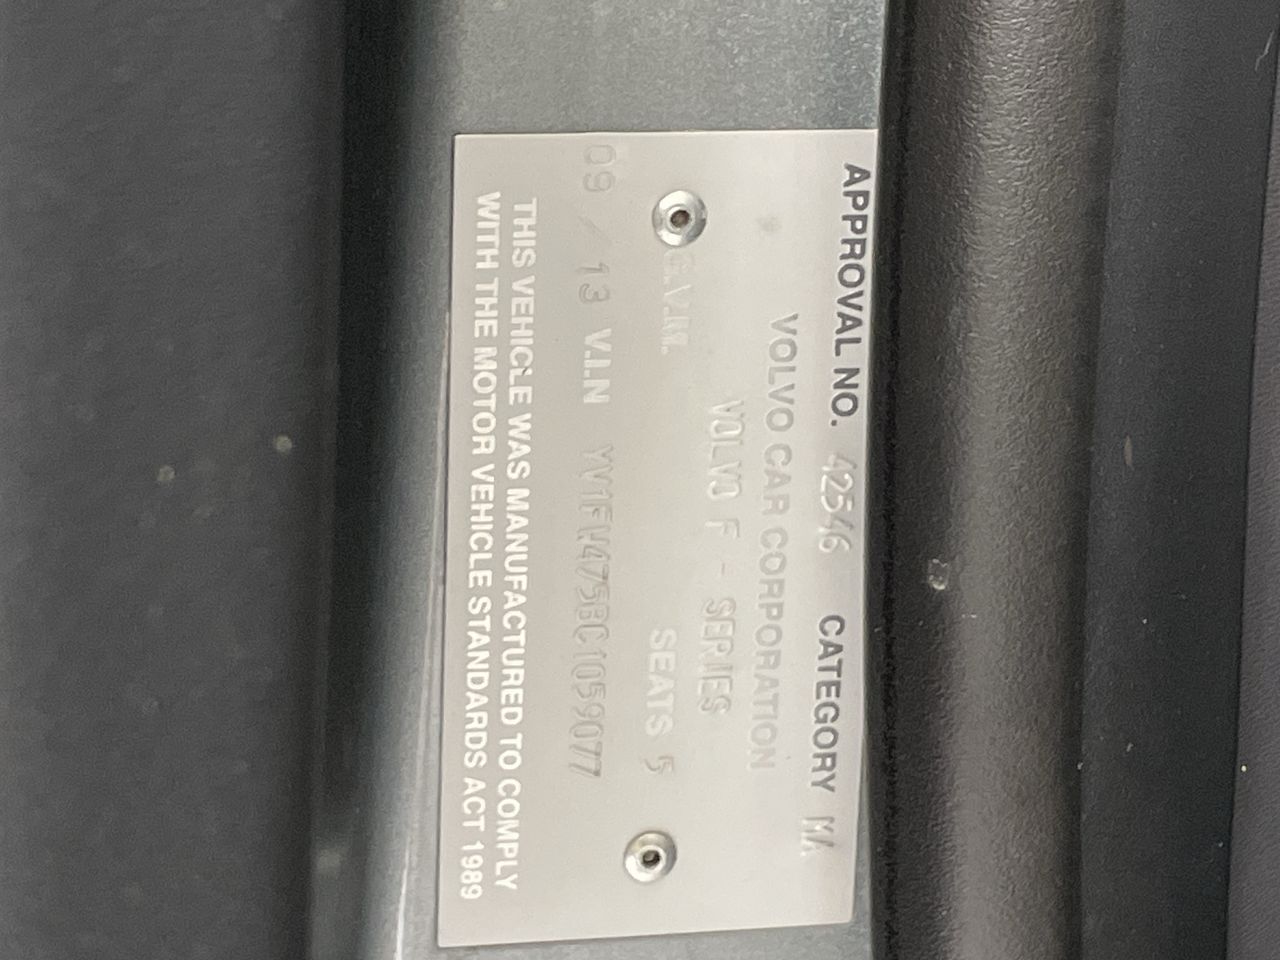 APPROVAL NO. 42546 CATEGORY MA
VOLVO CAR CORPORATION
VOLVO F - SERIES
G.V.M. SEATS 5
09 / 13 V.I.N YV1FW475BC1059077
THIS VEHICLE WAS MANUFACTURED TO COMPLY
WITH THE MOTOR VEHICLE STANDARDS ACT 1989